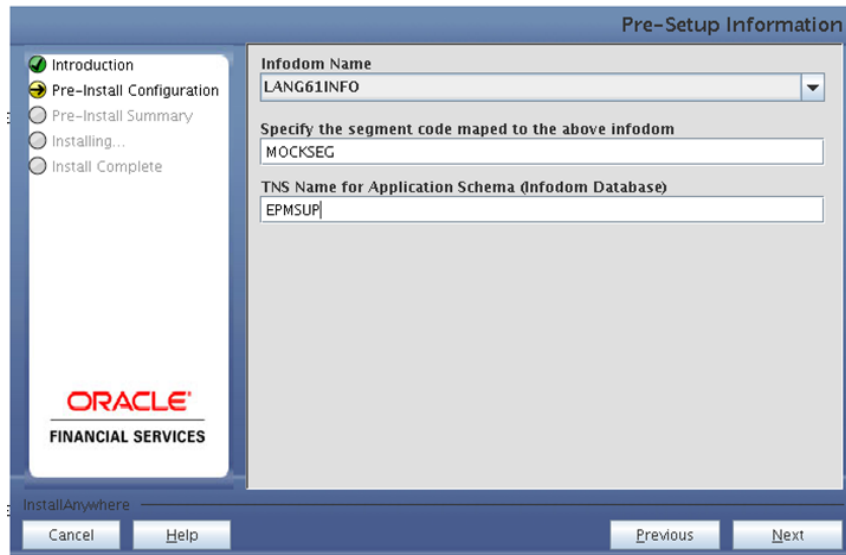 Pre-Setup Information
Introduction
Pre-Install Configuration
Pre-Install Summary
Installing...
Install Complete
ORACLE'
FINANCIAL SERVICES
Infodom Name
LANG61INFO
Specify the segment code maped to the above infodom
MOCKSEG
TNS Name for Application Schema (Infodom Database)
EPMSUP
InstallAnywhere
Cancel
Help
Previous
Next